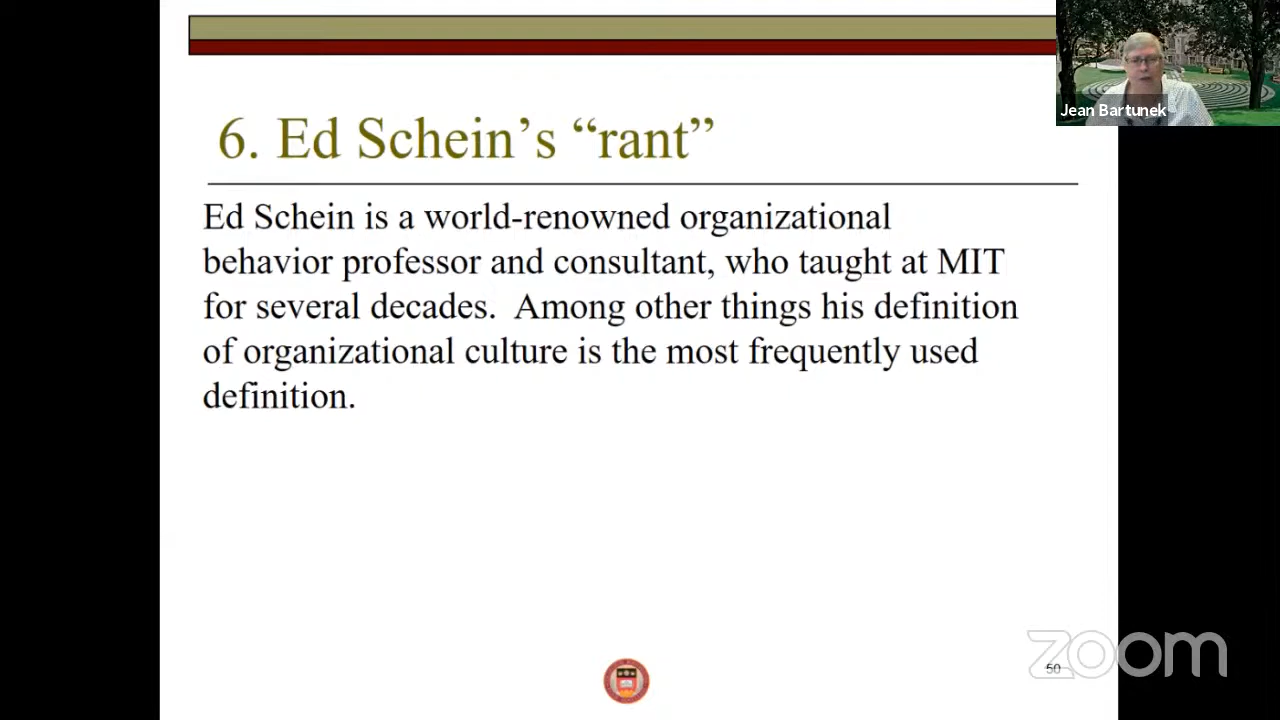 Jean Bartunek
6. Ed Schein’s “rant”
Ed Schein is a world-renowned organizational
behavior professor and consultant, who taught at MIT
for several decades.  Among other things his definition
of organizational culture is the most frequently used
definition.
zoom
50